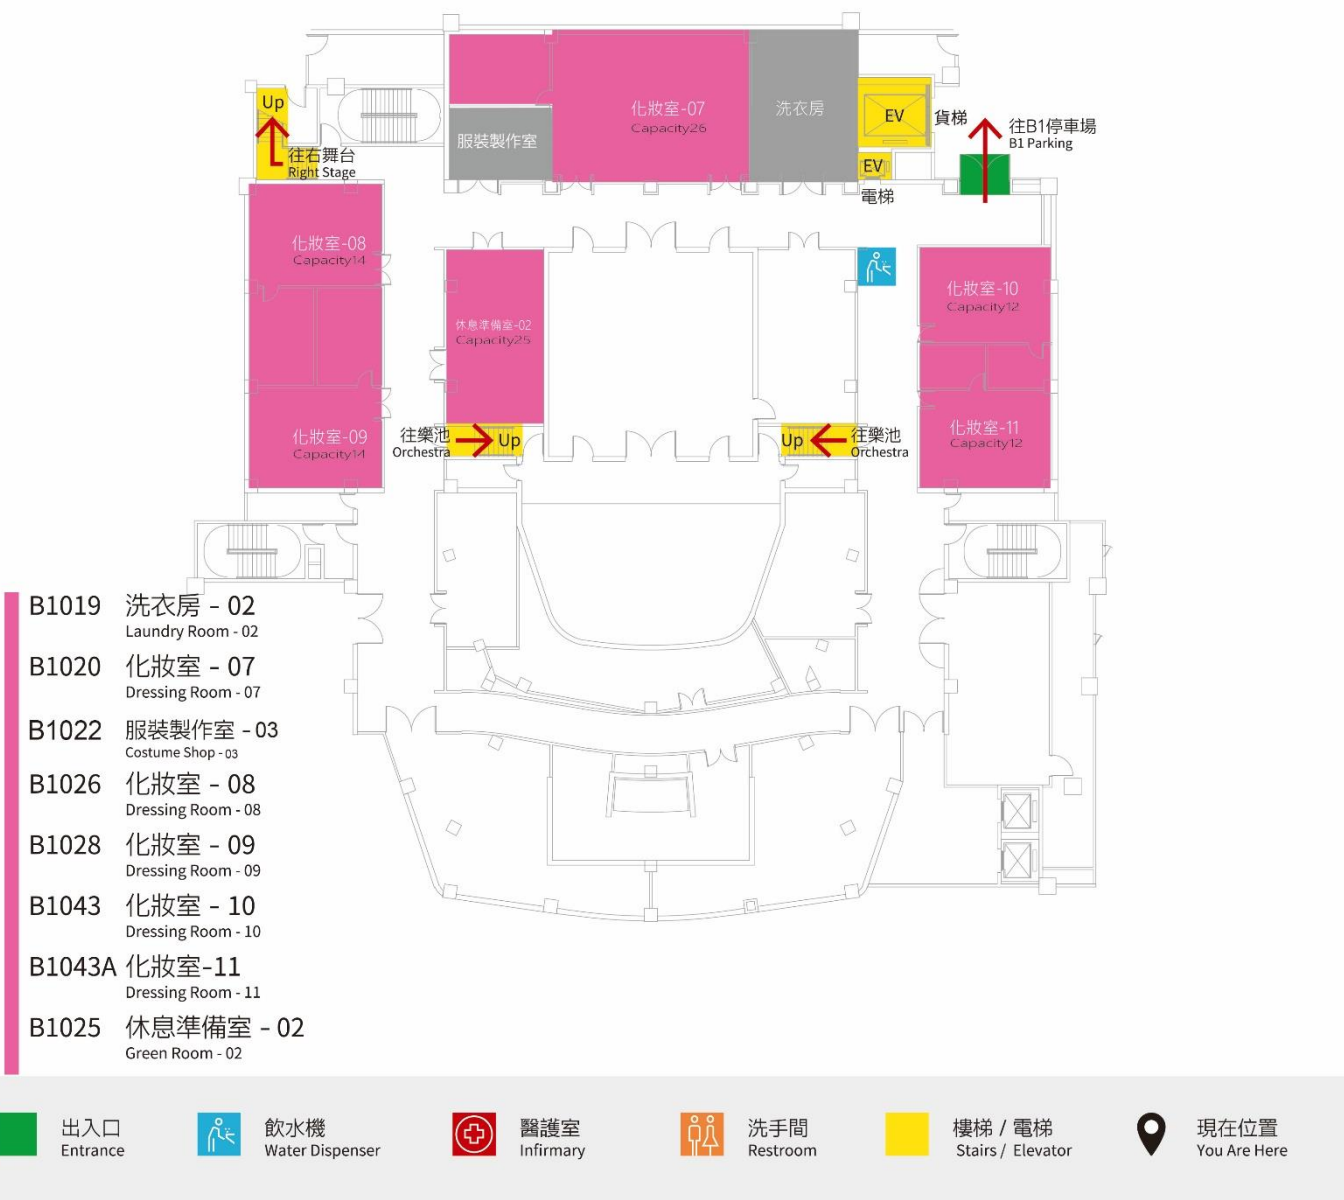 Up
往右舞台
Right Stage
服裝製作室
化妝室-07
Capacity26
洗衣房
EV
貨梯
EV
電梯
往B1停車場
B1 Parking
化妝室-08
Capacity14
休息準備室-02
Capacity25
化妝室-10
Capacity12
化妝室-09
Capacity14
往樂池
Orchestra
Up
Up
往樂池
Orchestra
化妝室-11
Capacity12
B1019 洗衣房 - 02
Laundry Room - 02
B1020 化妝室 - 07
Dressing Room - 07
B1022 服裝製作室 - 03
Costume Shop - 03
B1026 化妝室 - 08
Dressing Room - 08
B1028 化妝室 - 09
Dressing Room - 09
B1043 化妝室 - 10
Dressing Room - 10
B1043A 化妝室-11
Dressing Room - 11
B1025 休息準備室 - 02
Green Room - 02
出入口
Entrance
飲水機
Water Dispenser
醫護室
Infirmary
洗手間
Restroom
樓梯 / 電梯
Stairs / Elevator
現在位置
You Are Here